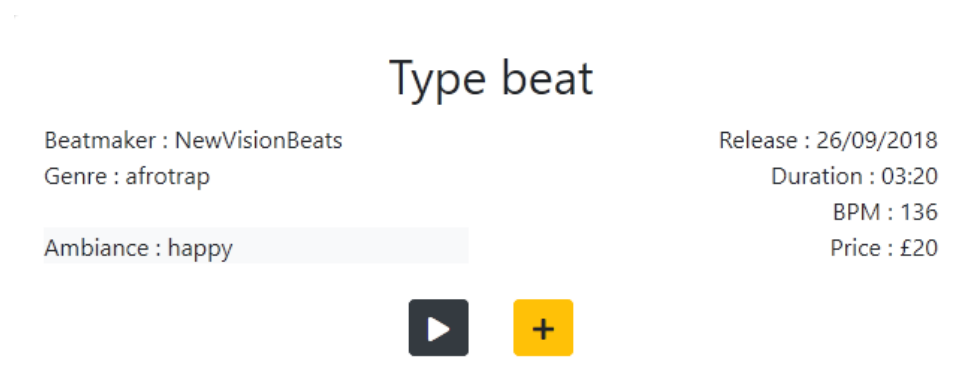 Type beat
Beatmaker : NewVisionBeats
Release : 26/09/2018
Genre : afrotrap
Duration : 03:20
BPM : 136
Ambiance : happy
Price : £20